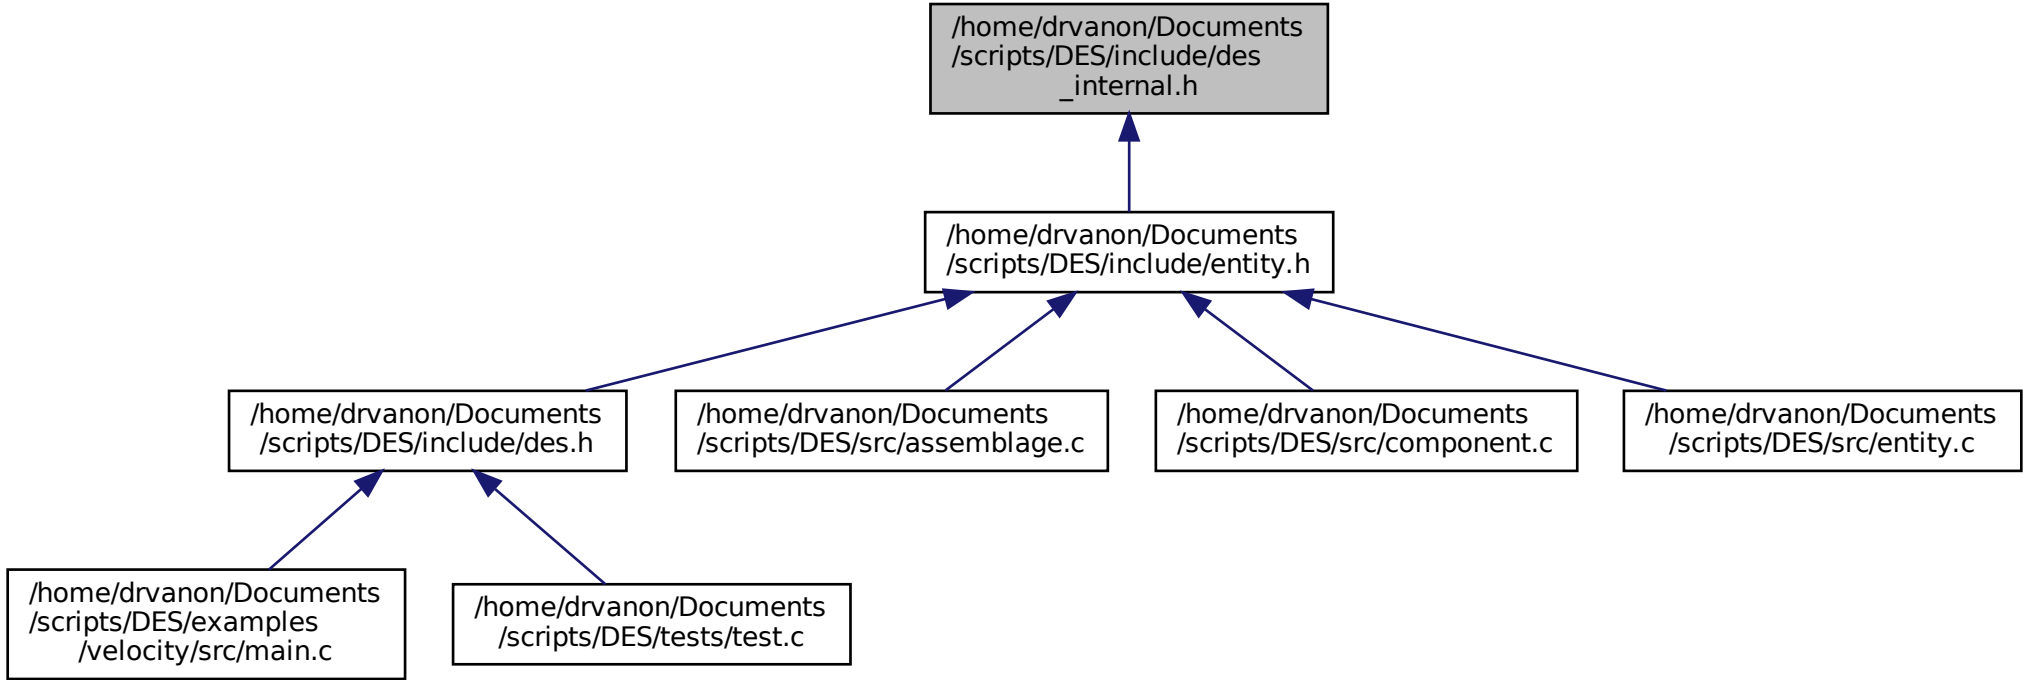 /home/drvanon/Documents
/scripts/DES/include/des
_internal.h
/home/drvanon/Documents
/scripts/DES/include/entity.h
/home/drvanon/Documents
/scripts/DES/include/des.h
/home/drvanon/Documents
/scripts/DES/src/assemblage.c
/home/drvanon/Documents
/scripts/DES/src/component.c
/home/drvanon/Documents
/scripts/DES/src/entity.c
/home/drvanon/Documents
/scripts/DES/examples
/velocity/src/main.c
/home/drvanon/Documents
/scripts/DES/tests/test.c